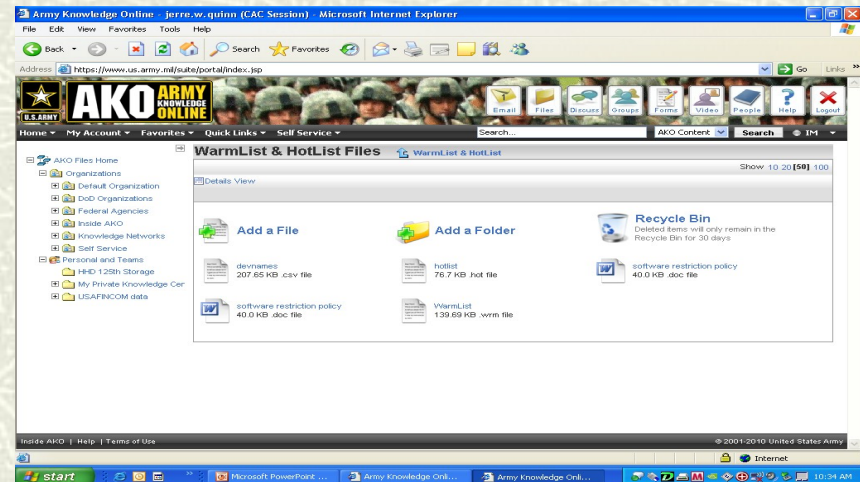 Army Knowledge Online - jerre.w.quinn (CAC Session) - Microsoft Internet Explorer
File Edit View Favorites Tools Help
Back Search Favorites
Address https://www.us.army.mil/suite/portal/index.jsp Go Links »
U.S.ARMY AKO ARMY KNOWLEDGE ONLINE
Email Files Discuss Groups Forms Video People Help Logout
Home My Account Favorites Quick Links Self Service Search... AKO Content Search IM
AKO Files Home
Organizations
Default Organization
DoD Organizations
Federal Agencies
Inside AKO
Knowledge Networks
Self Service
Personal and Teams
HHD 125th Storage
My Private Knowledge Cer
USAFINCOM data
WarmList & HotList Files WarmList & HotList
Show 10 20 [50] 100
Details View
Add a File
Add a Folder
Recycle Bin
Deleted items will only remain in the
Recycle Bin for 30 days
devnames
207.65 KB .csv file
hotlist
76.7 KB .hot file
software restriction policy
40.0 KB .doc file
software restriction policy
40.0 KB .doc file
WarmList
139.69 KB .wrm file
Inside AKO | Help | Terms of Use © 2001-2010 United States Army
Internet
start Microsoft PowerPoint ... Army Knowledge Onli... Army Knowledge Onli... 10:34 AM